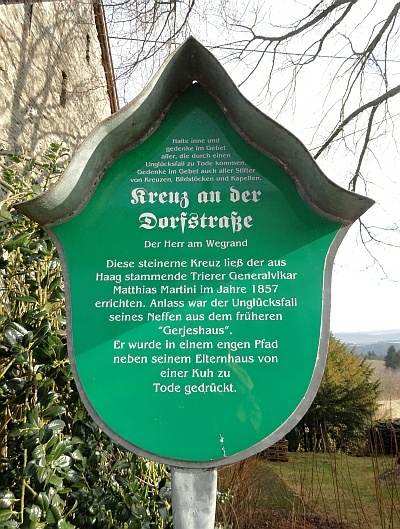 Halte inne und
gedenke im Gebet
aller, die durch einen
Unglücksfall zu Tode kommen.
Gedenke im Gebet auch aller Stifter
von Kreuzen, Bildstöcken und Kapellen.
Kreuz an der
Dorfstraße
Der Herr am Wegrand
Diese steinerne Kreuz ließ der aus
Haag stammende Trierer Generalvikar
Matthias Martini im Jahre 1857
errichten. Anlass war der Unglücksfall
seines Neffen aus dem früheren
"Gerjeshaus".
Er wurde in einem engen Pfad
neben seinem Elternhaus von
einer Kuh zu
Tode gedrückt.